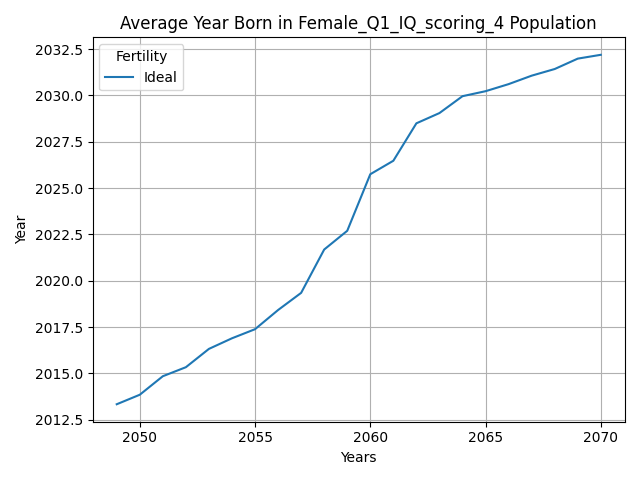 Average Year Born in Female_Q1_IQ_scoring_4 Population
Fertility
Ideal
2032.5
2030.0
2027.5
2025.0
2022.5
2020.0
2017.5
2015.0
2012.5
Year
2050
2055
2060
2065
2070
Years